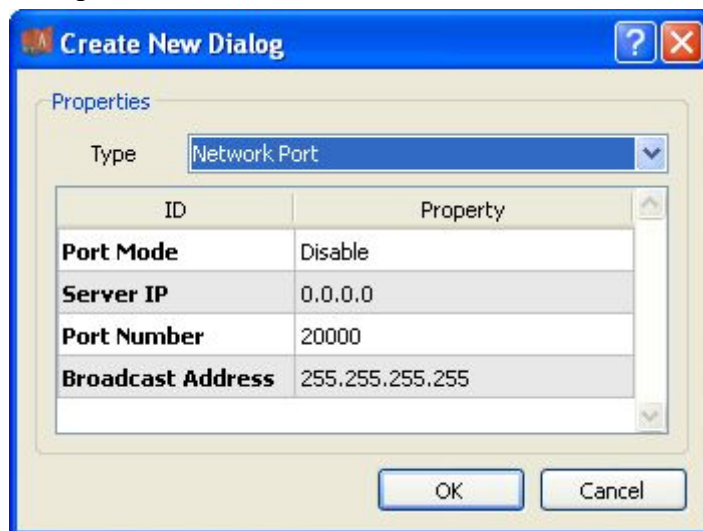 Create New Dialog
Properties
Type Network Port
ID Property
Port Mode Disable
Server IP 0.0.0.0
Port Number 20000
Broadcast Address 255.255.255.255
OK Cancel